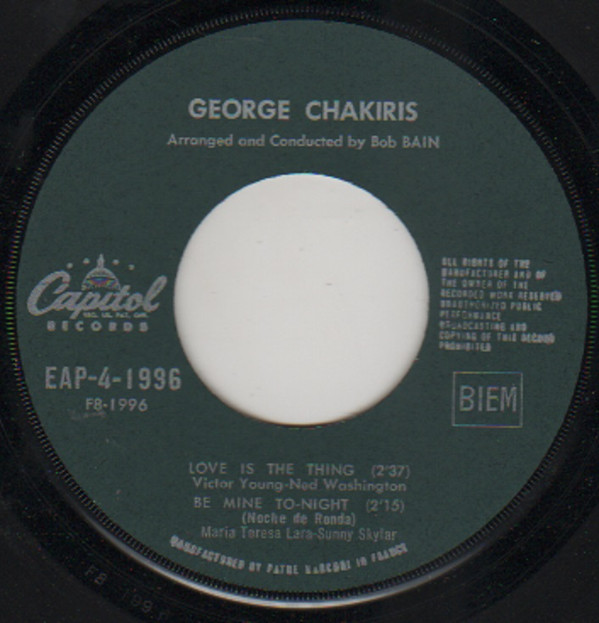 GEORGE CHAKIRIS
Arranged and Conducted by Bob BAIN
Capitol
REG. U.S. PAT. OFF.
RECORDS
EAP-4-1996
F8-1996
ALL RIGHTS OF THE
MANUFACTURER AND OF
THE OWNER OF THE
RECORDED WORK RESERVED
UNAUTHORIZED PUBLIC
PERFORMANCE
BROADCASTING AND
COPYING OF THIS RECORD
PROHIBITED
BIEM
LOVE IS THE THING (2'37)
Victor Young-Ned Washington
BE MINE TO-NIGHT (2'15)
(Noche de Ronda)
Maria Teresa Lara-Sunny Skylar
MANUFACTURED BY PATHE MARCONI IN FRANCE